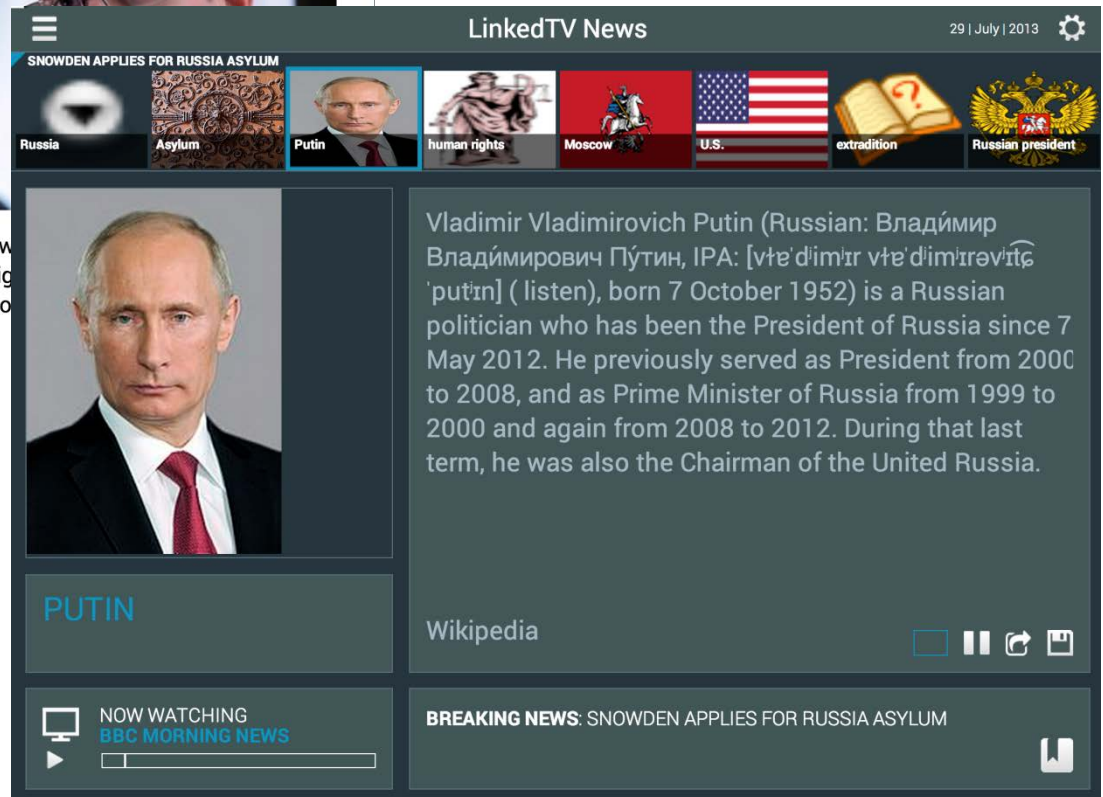 LinkedTV News
29 | July | 2013
SNOWDEN APPLIES FOR RUSSIA ASYLUM
Russia
Asylum
Putin
human rights
Moscow
U.S.
extradition
Russian president
Vladimir Vladimirovich Putin (Russian: Влади́мир
Влади́мирович Пу́тин, IPA: [vɫɐˈdʲimʲɪr vɫɐˈdʲimʲɪrəvʲɪt͡ɕ
ˈputʲɪn] ( listen), born 7 October 1952) is a Russian
politician who has been the President of Russia since 7
May 2012. He previously served as President from 2000
to 2008, and as Prime Minister of Russia from 1999 to
2000 and again from 2008 to 2012. During that last
term, he was also the Chairman of the United Russia.
Wikipedia
PUTIN
NOW WATCHING
BBC MORNING NEWS
BREAKING NEWS: SNOWDEN APPLIES FOR RUSSIA ASYLUM